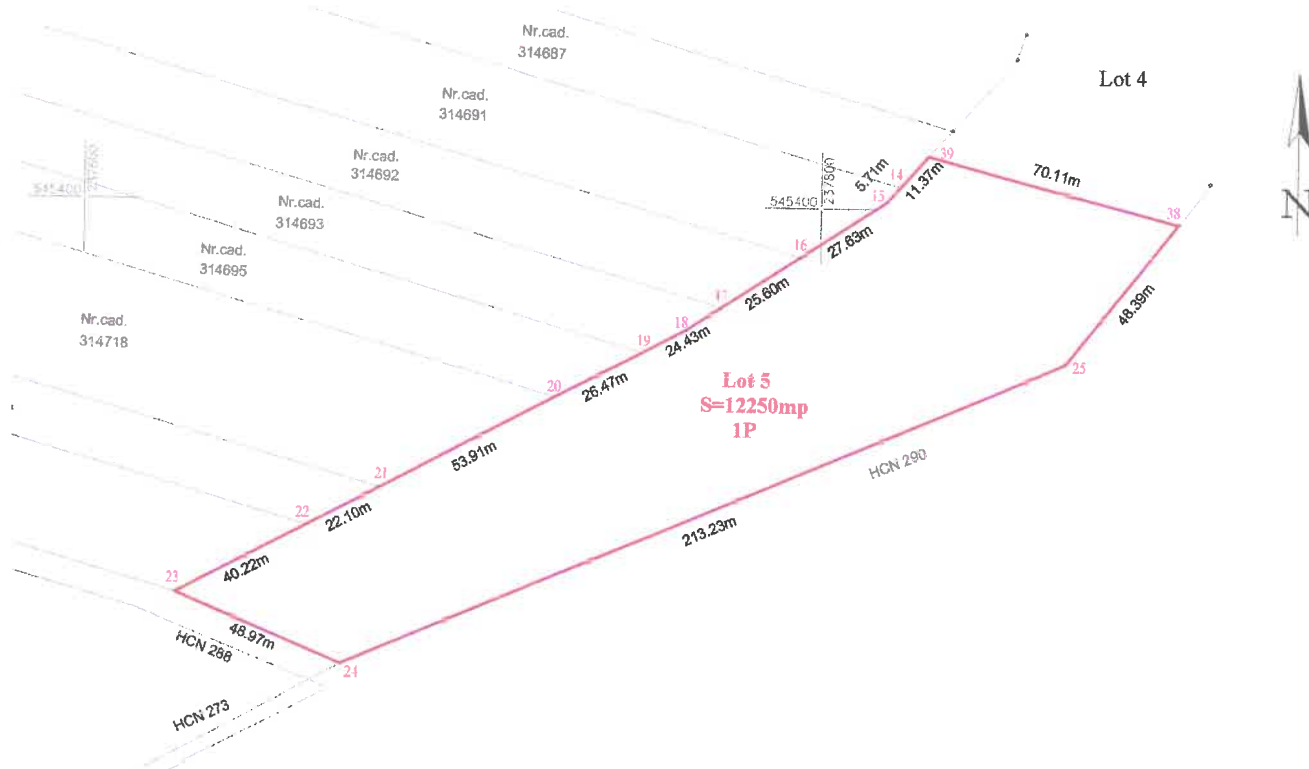 Nr.cad.
314687
Lot 4
Nr.cad.
314691
Nr.cad.
314692
Nr.cad.
314693
Nr.cad.
314695
Nr.cad.
314718
545400
237800
545400
5.71m
11.37m
70.11m
27.63m
25.60m
24.43m
26.47m
53.91m
22.10m
40.22m
48.97m
213.23m
48.39m
39
38
14
15
16
17
18
19
20
21
22
23
24
25
N
Lot 5
S=12250mp
1P
HCN 290
HCN 288
HCN 273